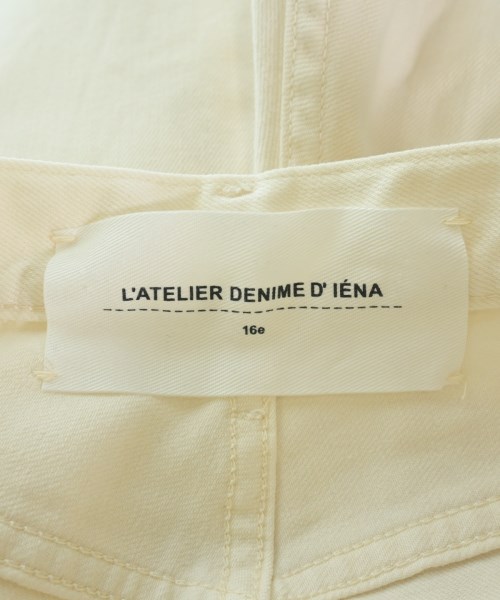 L'ATELIER DENIME D' IÉNA
16e